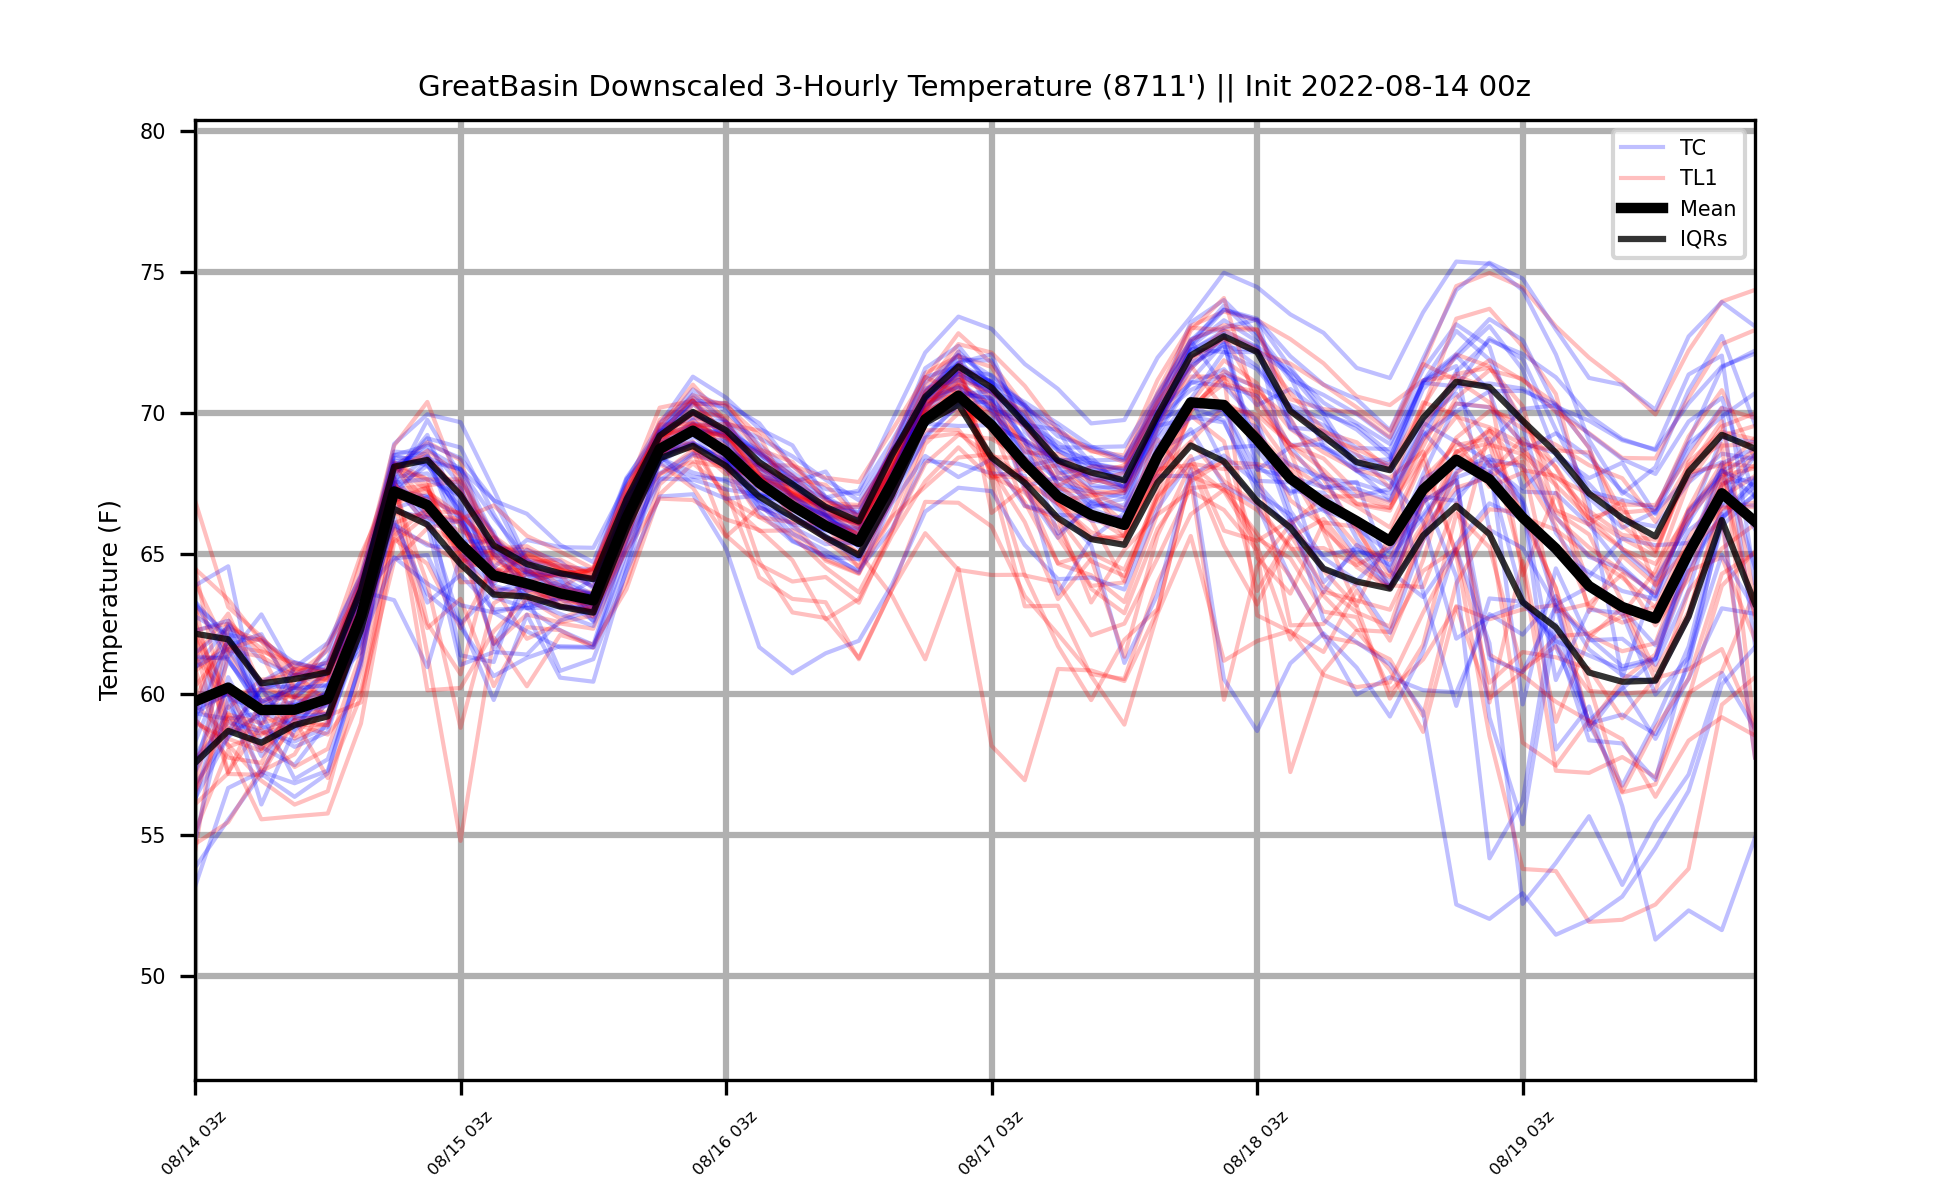 GreatBasin Downscaled 3-Hourly Temperature (8711') || Init 2022-08-14 00z
TC
TL1
Mean
IQRs
Temperature (F)
80
75
70
65
60
55
50
08/14 03z
08/15 03z
08/16 03z
08/17 03z
08/18 03z
08/19 03z